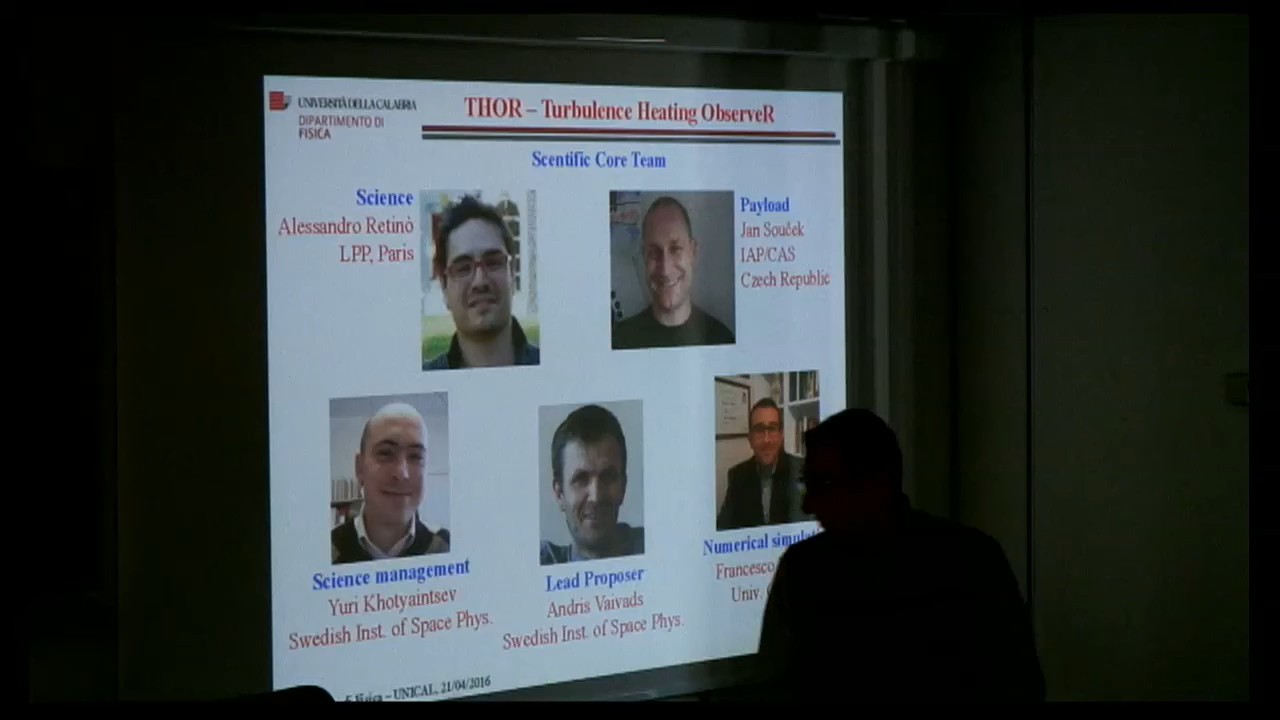 UNIVERSITÀ DELLA CALABRIA
DIPARTIMENTO DI
FISICA
THOR – Turbulence Heating ObserveR
Scentific Core Team
Science
Alessandro Retinò
LPP, Paris
Payload
Jan Souček
IAP/CAS
Czech Republic
Science management
Yuri Khotyaintsev
Swedish Inst. of Space Phys.
Lead Proposer
Andris Vaivads
Swedish Inst. of Space Phys.
Numerical
Francesco
Univ.
Fisica – UNICAL, 21/04/2016